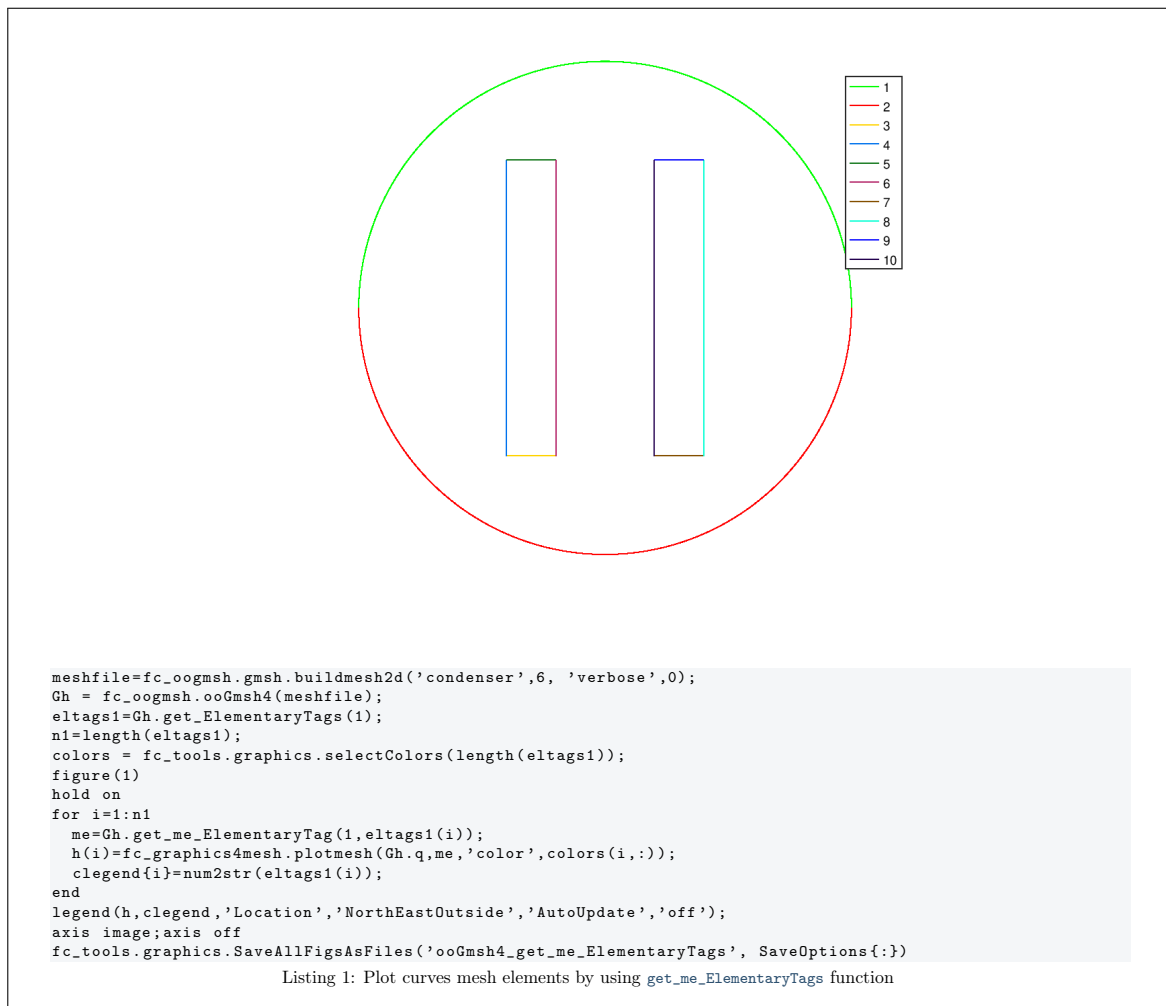 1
2
3
4
5
6
7
8
9
10
meshfile=fc_oogmsh.gmsh.buildmesh2d('condenser',6, 'verbose',0);
Gh = fc_oogmsh.ooGmsh4(meshfile);
eltags1=Gh.get_ElementaryTags(1);
n1=length(eltags1);
colors = fc_tools.graphics.selectColors(length(eltags1));
figure(1)
hold on
for i=1:n1
  me=Gh.get_me_ElementaryTag(1,eltags1(i));
  h(i)=fc_graphics4mesh.plotmesh(Gh.q,me,'color',colors(i,:));
  clegend{i}=num2str(eltags1(i));
end
legend(h,clegend,'Location','NorthEastOutside','AutoUpdate','off');
axis image;axis off
fc_tools.graphics.SaveAllFigsAsFiles('ooGmsh4_get_me_ElementaryTags', SaveOptions{:})
Listing 1: Plot curves mesh elements by using get_me_ElementaryTags function